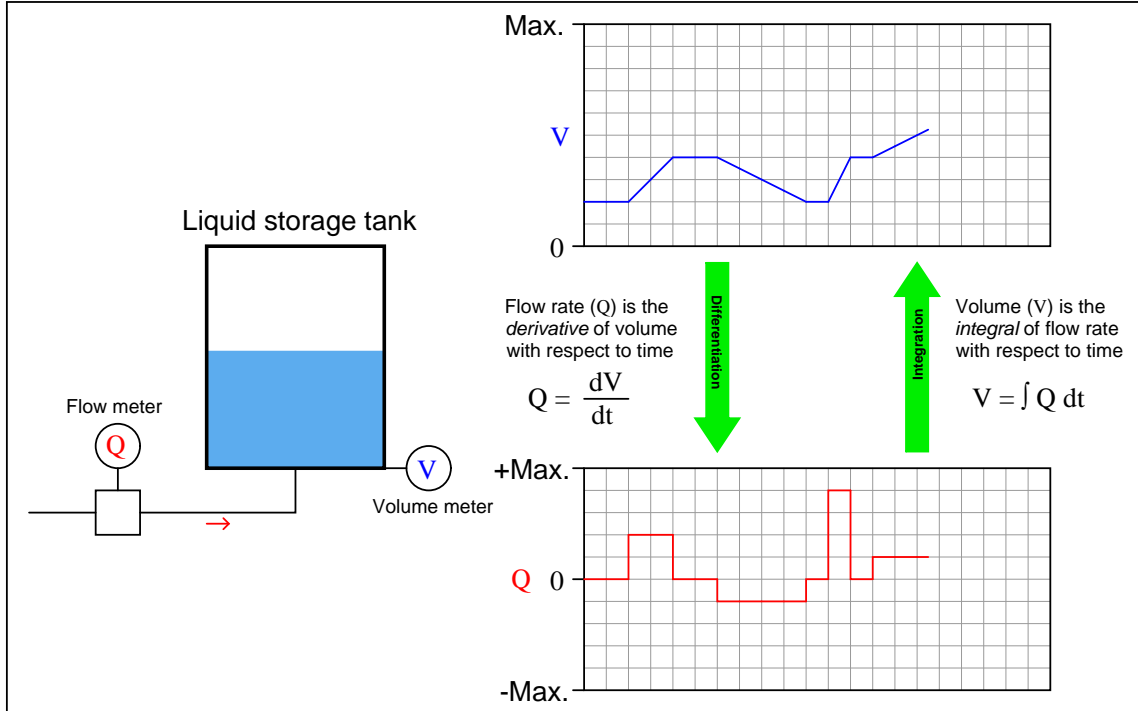 Max.
V
0
Liquid storage tank
Flow meter
Q
V
Volume meter
Flow rate (Q) is the
derivative of volume
with respect to time
Q = dV
dt
Differentiation
Integration
Volume (V) is the
integral of flow rate
with respect to time
V = ∫ Q dt
+Max.
Q 0
-Max.